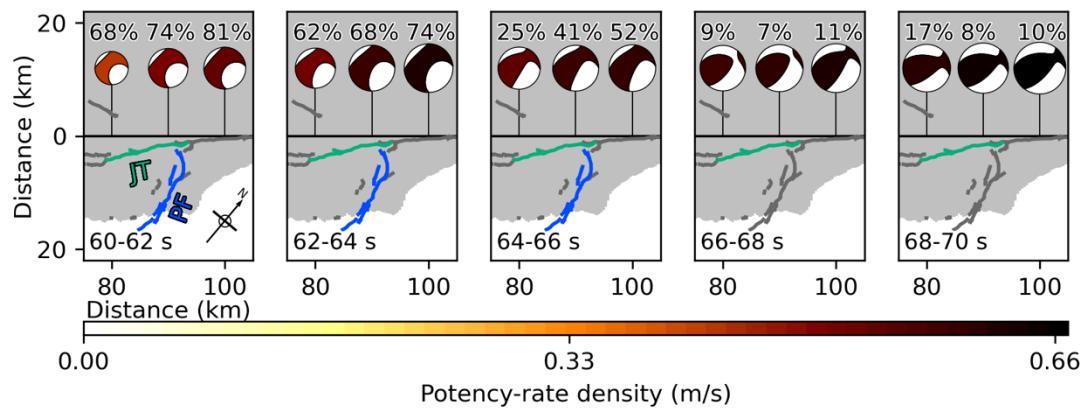 20
0
20
Distance (km)
68% 74% 81%
62% 68% 74%
25% 41% 52%
9% 7% 11%
17% 8% 10%
JT
PF
N
60-62 s
62-64 s
64-66 s
66-68 s
68-70 s
80 100
80 100
80 100
80 100
80 100
Distance (km)
0.00 0.33 0.66
Potency-rate density (m/s)